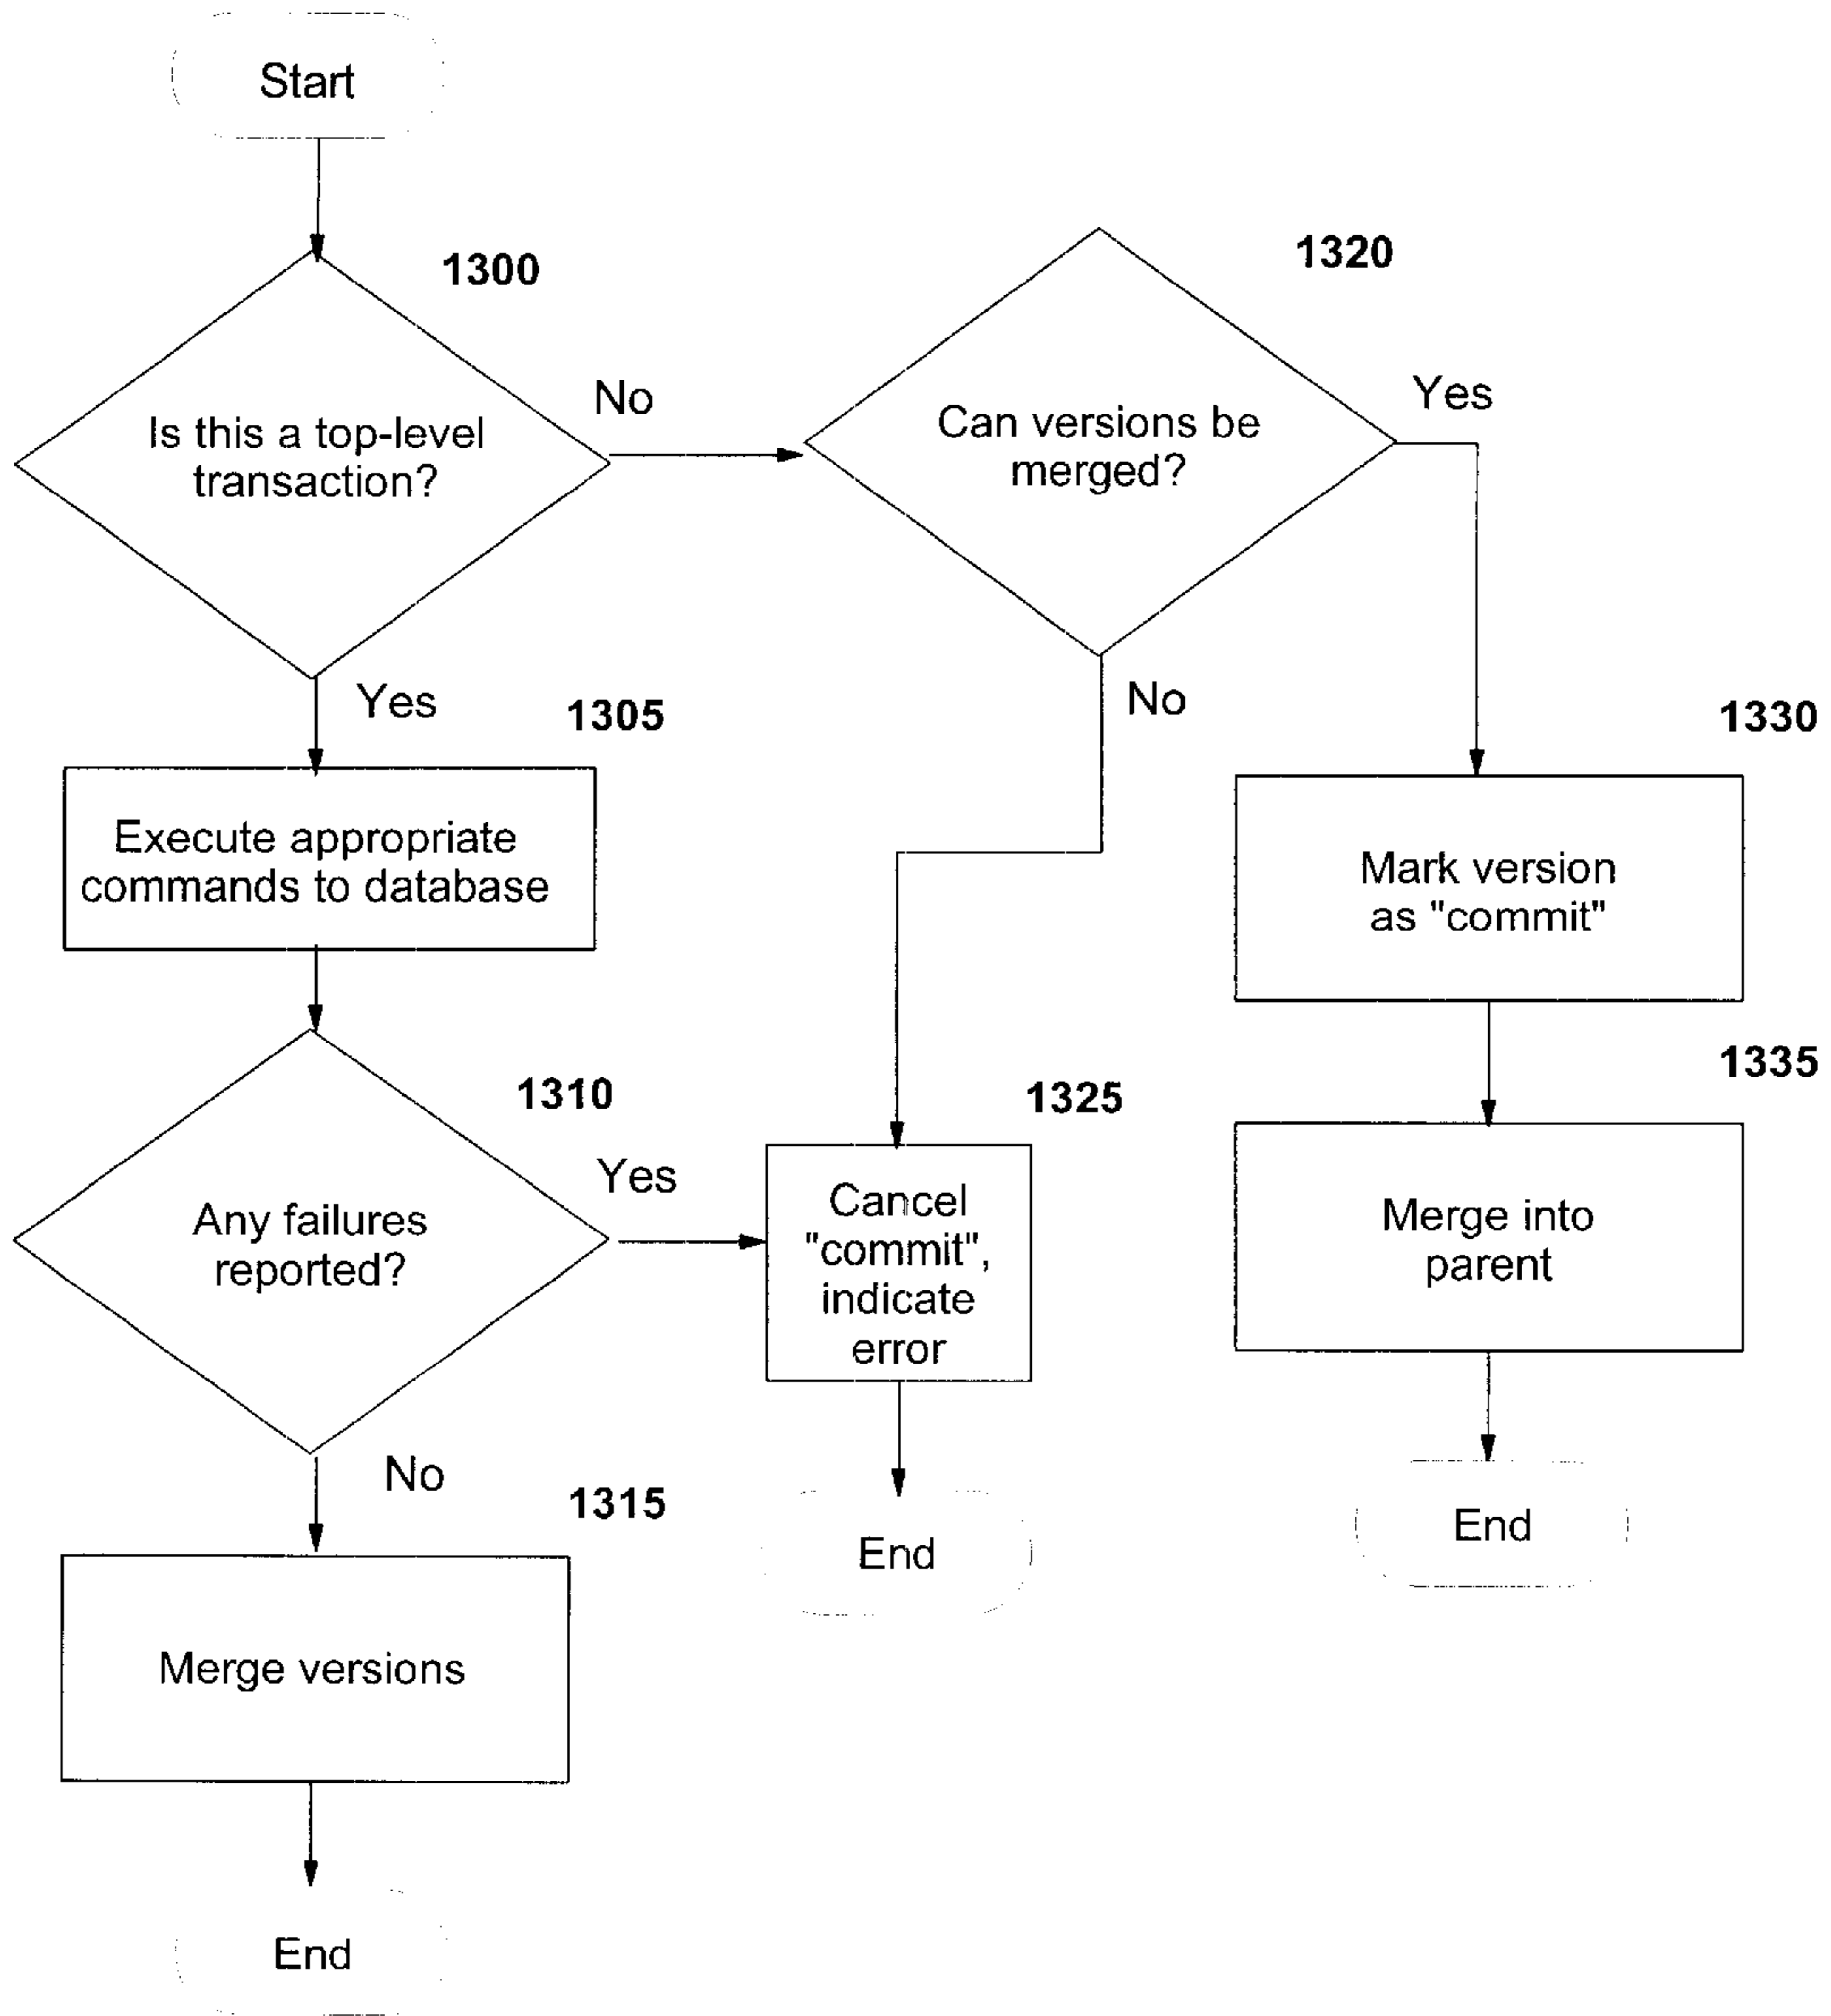 Start
1300
Is this a top-level
transaction?
No
1320
Can versions be
merged?
Yes
Yes
1305
Execute appropriate
commands to database
No
1330
Mark version
as "commit"
1310
Any failures
reported?
Yes
1325
Cancel
"commit",
indicate
error
1335
Merge into
parent
No
1315
Merge versions
End
End
End